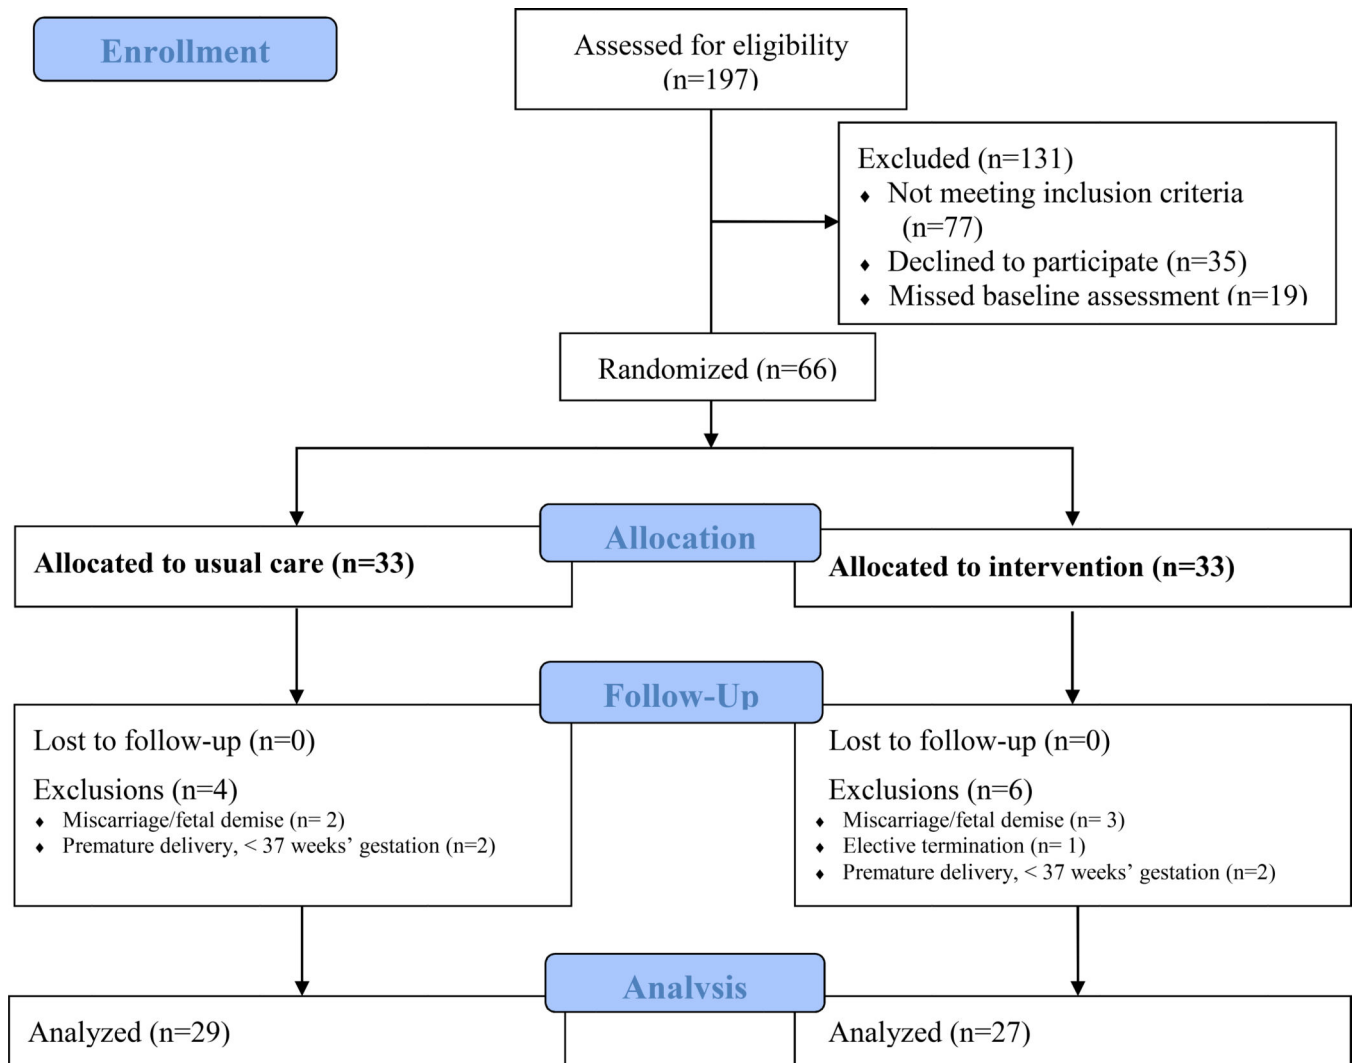 Enrollment
Assessed for eligibility
(n=197)
Excluded (n=131)
♦ Not meeting inclusion criteria
(n=77)
♦ Declined to participate (n=35)
♦ Missed baseline assessment (n=19)
Randomized (n=66)
Allocation
Allocated to usual care (n=33)
Allocated to intervention (n=33)
Follow-Up
Lost to follow-up (n=0)
Exclusions (n=4)
♦ Miscarriage/fetal demise (n= 2)
♦ Premature delivery, < 37 weeks’ gestation (n=2)
Lost to follow-up (n=0)
Exclusions (n=6)
♦ Miscarriage/fetal demise (n= 3)
♦ Elective termination (n= 1)
♦ Premature delivery, < 37 weeks’ gestation (n=2)
Analysis
Analyzed (n=29)
Analyzed (n=27)